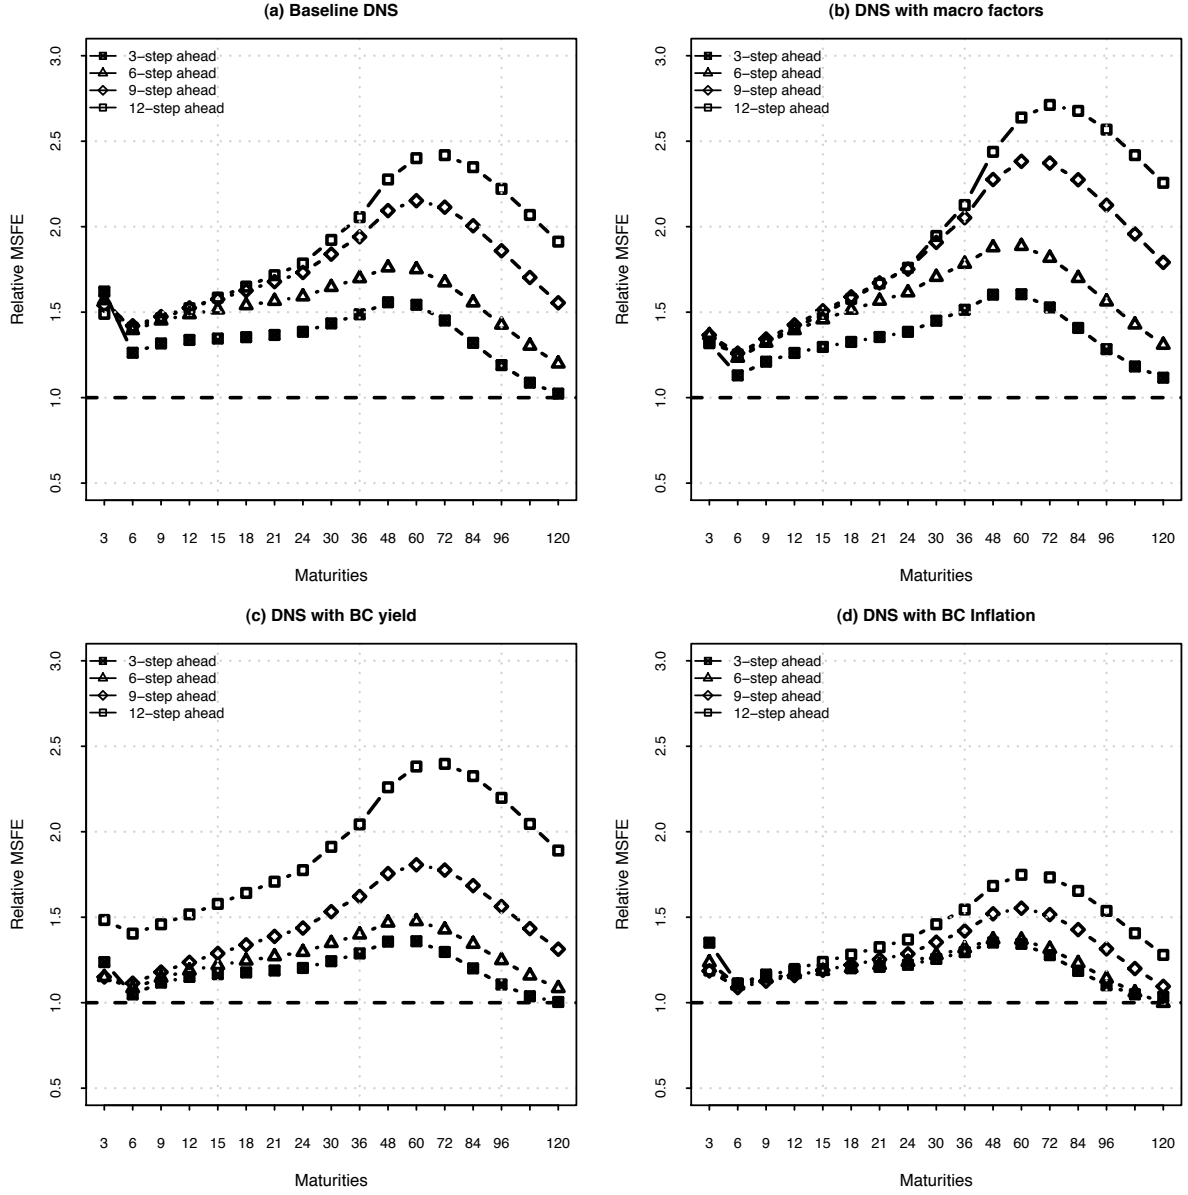 (a) Baseline DNS
3−step ahead
6−step ahead
9−step ahead
12−step ahead
Relative MSFE
3.0
2.5
2.0
1.5
1.0
0.5
3 6 9 12 15 18 21 24 30 36 48 60 72 84 96 120
Maturities
(b) DNS with macro factors
3−step ahead
6−step ahead
9−step ahead
12−step ahead
Relative MSFE
3.0
2.5
2.0
1.5
1.0
0.5
3 6 9 12 15 18 21 24 30 36 48 60 72 84 96 120
Maturities
(c) DNS with BC yield
3−step ahead
6−step ahead
9−step ahead
12−step ahead
Relative MSFE
3.0
2.5
2.0
1.5
1.0
0.5
3 6 9 12 15 18 21 24 30 36 48 60 72 84 96 120
Maturities
(d) DNS with BC Inflation
3−step ahead
6−step ahead
9−step ahead
12−step ahead
Relative MSFE
3.0
2.5
2.0
1.5
1.0
0.5
3 6 9 12 15 18 21 24 30 36 48 60 72 84 96 120
Maturities